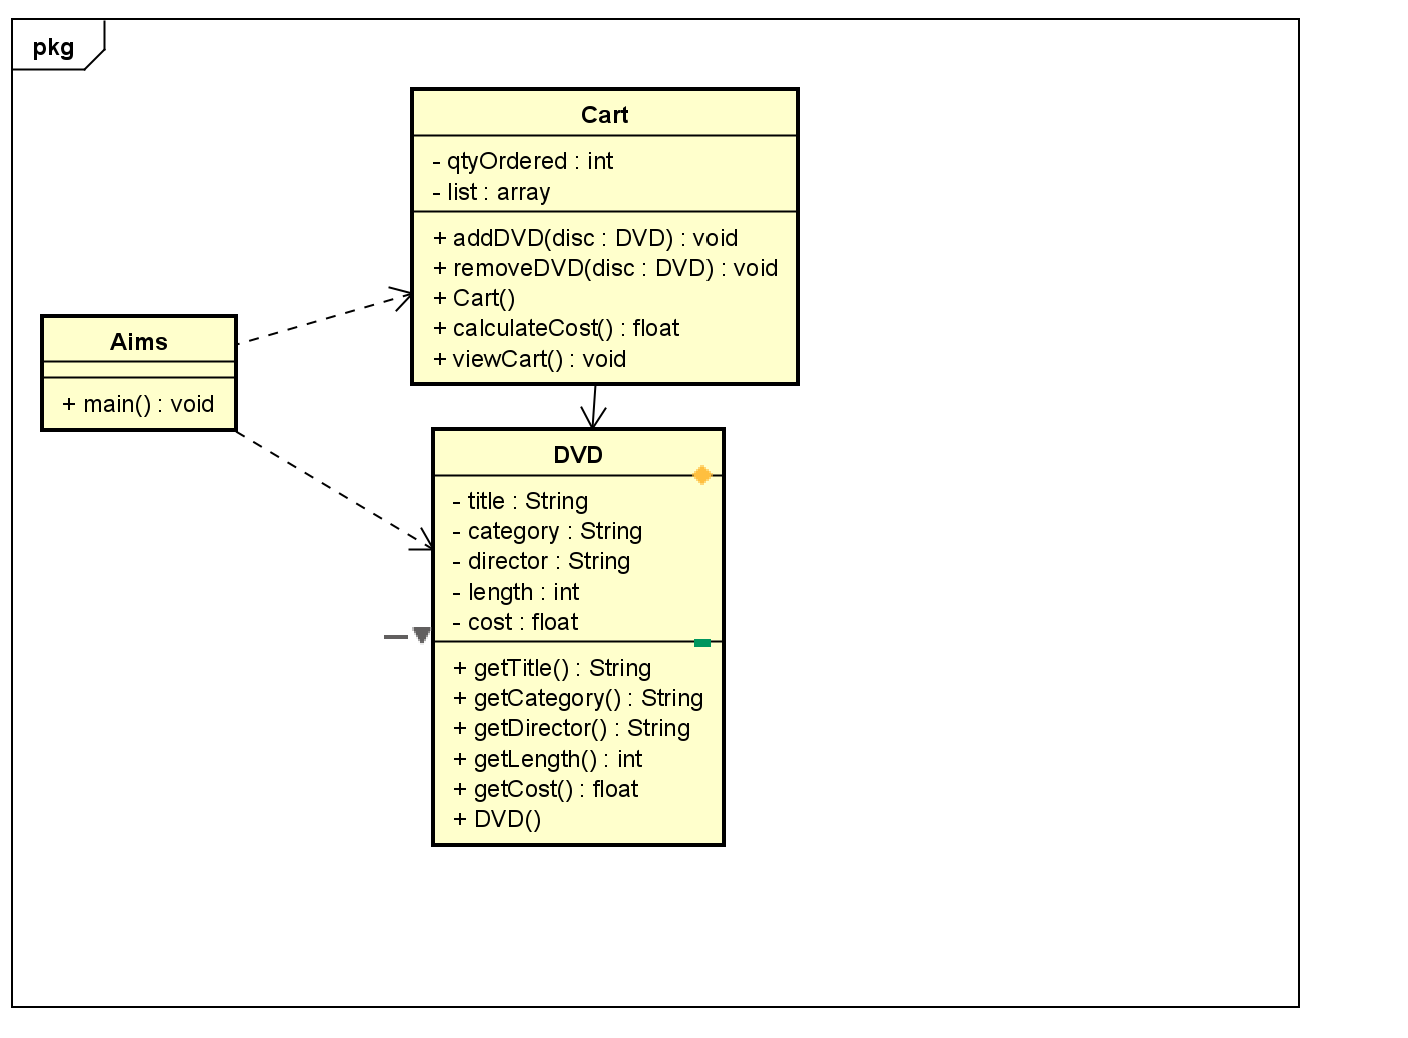 pkg
Cart
- qtyOrdered : int
- list : array
+ addDVD(disc : DVD) : void
+ removeDVD(disc : DVD) : void
+ Cart()
+ calculateCost() : float
+ viewCart() : void
Aims
+ main() : void
DVD
- title : String
- category : String
- director : String
- length : int
- cost : float
+ getTitle() : String
+ getCategory() : String
+ getDirector() : String
+ getLength() : int
+ getCost() : float
+ DVD()